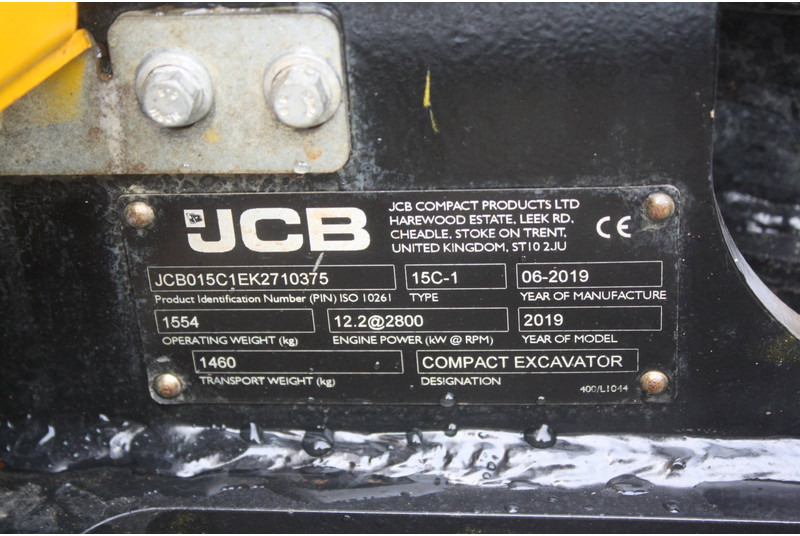 JCB
JCB COMPACT PRODUCTS LTD
HAREWOOD ESTATE, LEEK RD.
CHEADLE, STOKE ON TRENT,
UNITED KINGDOM, ST10 2JU
CE
JCB015C1EK2710375 15C-1 06-2019
Product Identification Number (PIN) ISO 10261 TYPE YEAR OF MANUFACTURE
1554 12.2@2800 2019
OPERATING WEIGHT (kg) ENGINE POWER (kW @ RPM) YEAR OF MODEL
1460 COMPACT EXCAVATOR
TRANSPORT WEIGHT (kg) DESIGNATION
400/L1044